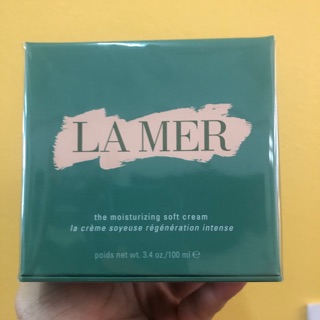 LA MER
the moisturizing soft cream
la crème soyeuse régénération intense
poids net wt. 3.4 oz./100 ml ℮